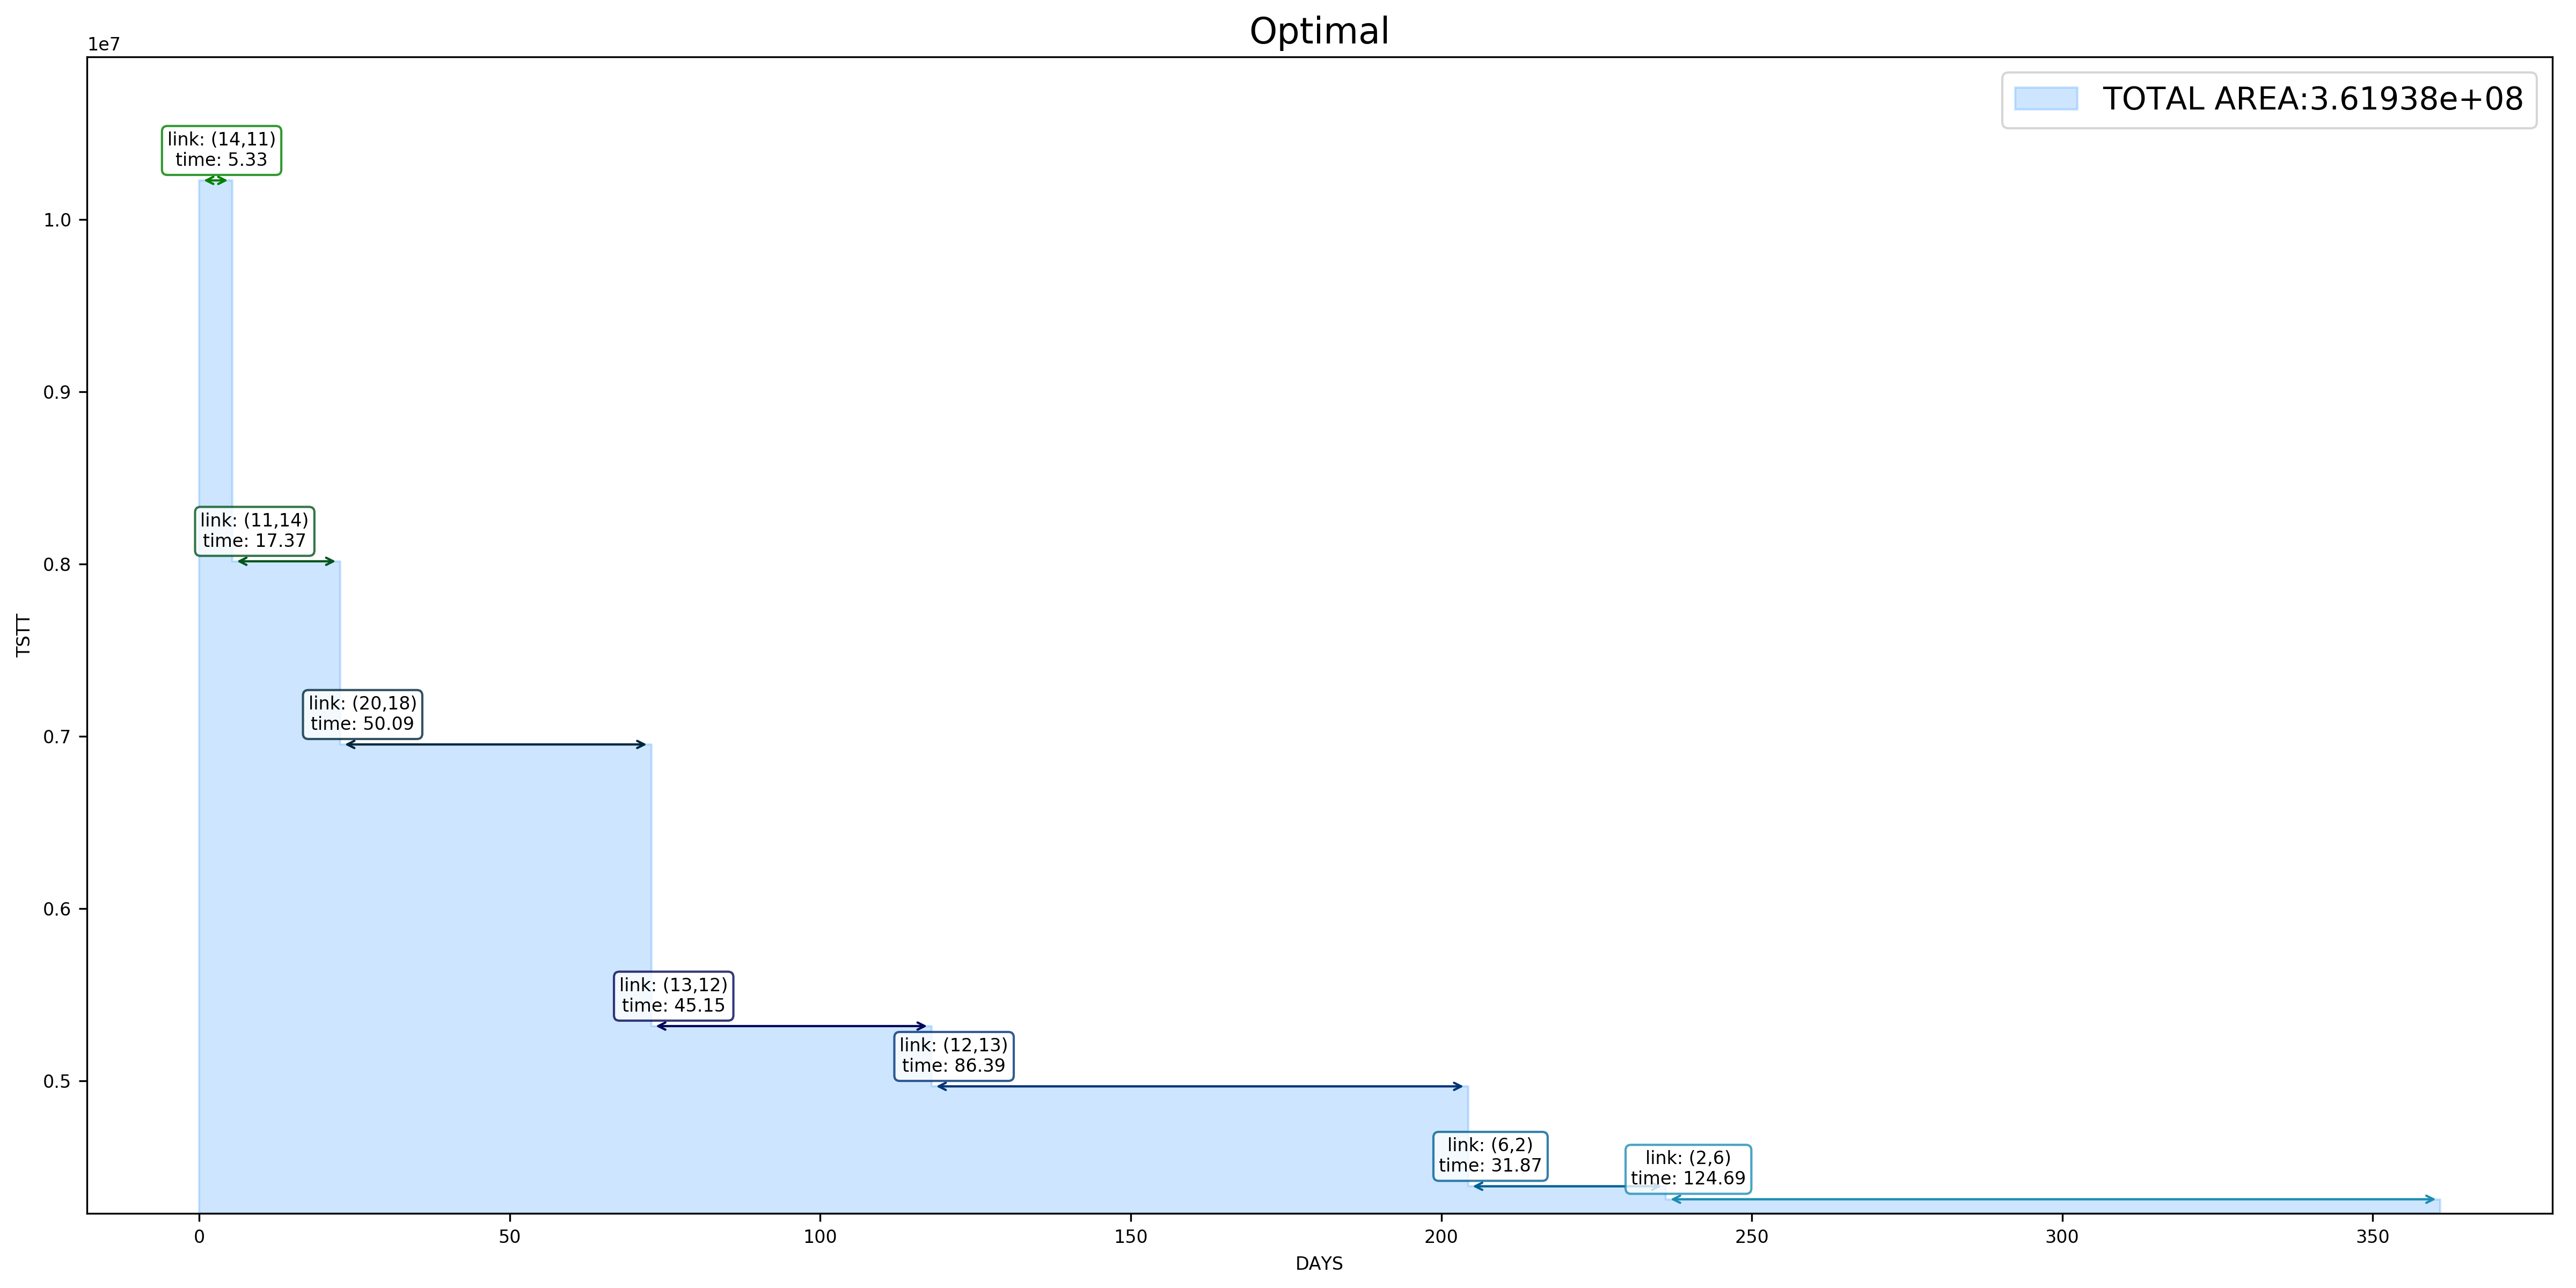 Optimal
1e7
TOTAL AREA:3.61938e+08
link: (14,11)
time: 5.33
1.0
0.9
link: (11,14)
time: 17.37
0.8
link: (20,18)
time: 50.09
0.7
TSTT
0.6
link: (13,12)
time: 45.15
link: (12,13)
time: 86.39
0.5
link: (6,2)
time: 31.87
link: (2,6)
time: 124.69
0
50
100
150
200
250
300
350
DAYS